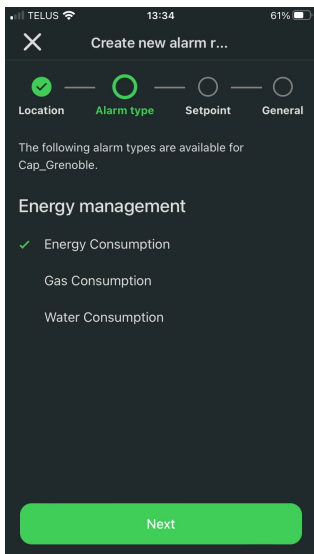 TELUS 13:34 61%
Create new alarm r...
Location Alarm type Setpoint General
The following alarm types are available for
Cap_Grenoble.
Energy management
Energy Consumption
Gas Consumption
Water Consumption
Next